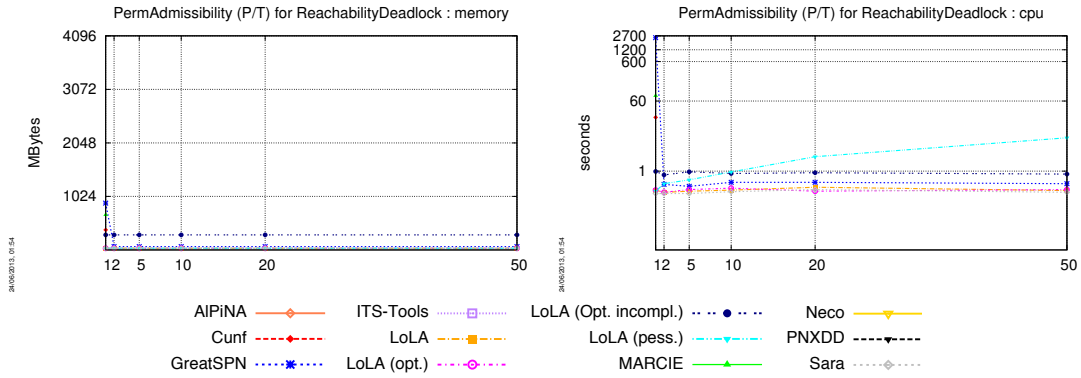 PermAdmissibility (P/T) for ReachabilityDeadlock : memory
4096
3072
2048
1024
MBytes
1 2 5 10 20 50
24/06/2013, 01:54
PermAdmissibility (P/T) for ReachabilityDeadlock : cpu
2700
1200
600
60
1
seconds
1 2 5 10 20 50
24/06/2013, 01:54
AlPiNA ITS-Tools LoLA (Opt. incompl.) Neco
Cunf LoLA LoLA (pess.) PNXDD
GreatSPN LoLA (opt.) MARCIE Sara